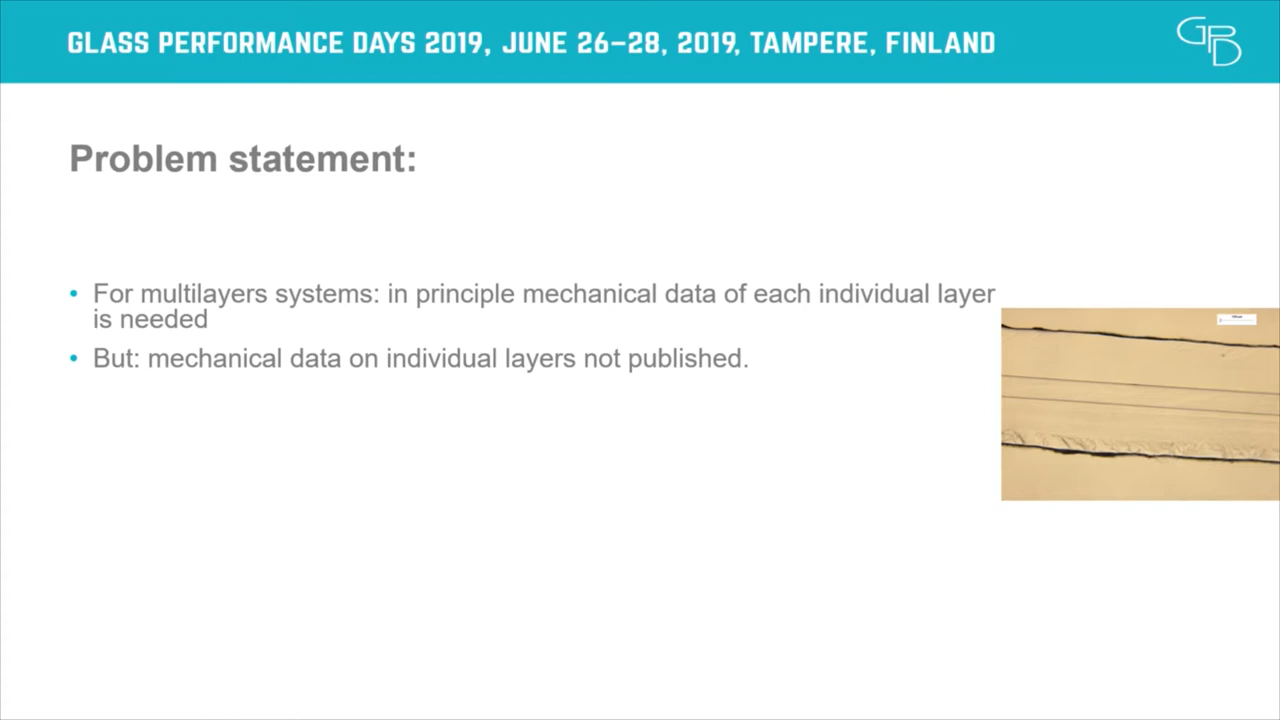 GLASS PERFORMANCE DAYS 2019, JUNE 26–28, 2019, TAMPERE, FINLAND
GPD
Problem statement:
• For multilayers systems: in principle mechanical data of each individual layer
is needed
• But: mechanical data on individual layers not published.